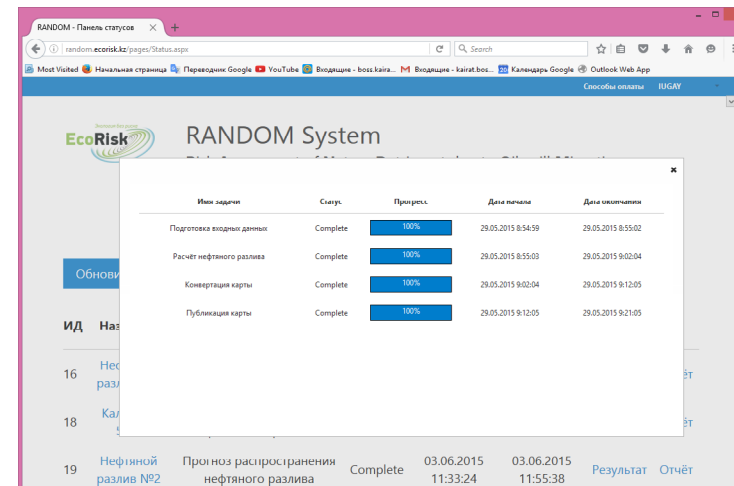 RANDOM - Панель статусов
random.ecorisk.kz/pages/Status.aspx
Search
Most Visited Начальная страница Переводчик Google YouTube Входящие - boss.kaira... Входящие - kairat.bos... Календарь Google Outlook Web App
Способы оплаты IUGAY
EcoRisk
RANDOM System
Имя задачи Статус Прогресс Дата начала Дата окончания
Подготовка входных данных Complete 100% 29.05.2015 8:54:59 29.05.2015 8:55:02
Расчёт нефтяного разлива Complete 100% 29.05.2015 8:55:03 29.05.2015 9:02:04
Конвертация карты Complete 100% 29.05.2015 9:02:04 29.05.2015 9:12:05
Публикация карты Complete 100% 29.05.2015 9:12:05 29.05.2015 9:21:05
Обнови
ИД Наз
16
18
19 Нефтяной разлив №2 Прогноз распространения нефтяного разлива Complete 03.06.2015 11:33:24 03.06.2015 11:55:38 Результат Отчёт